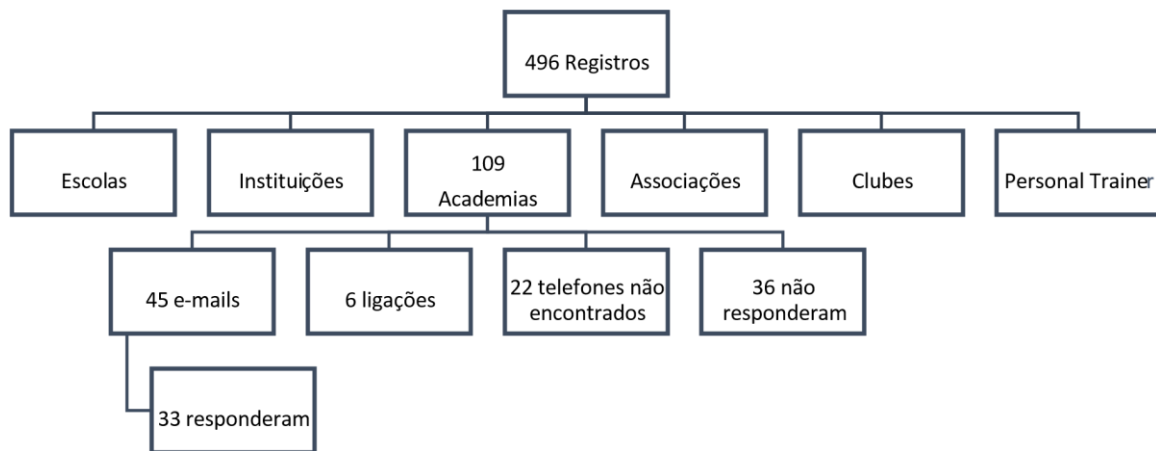 496 Registros
Escolas
Instituições
109
Academias
Associações
Clubes
Personal Trainer
45 e-mails
6 ligações
22 telefones não
encontrados
36 não
responderam
33 responderam